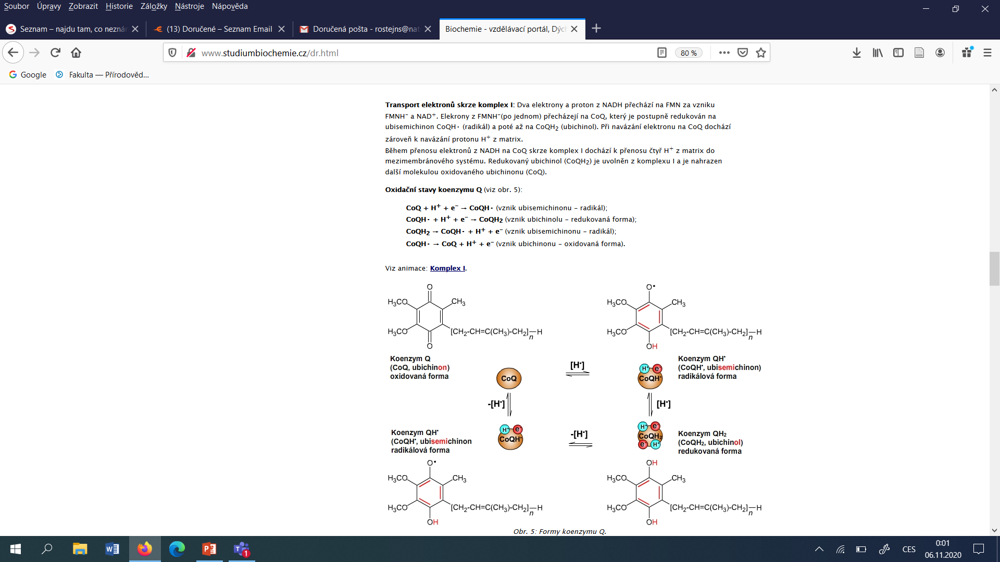 Soubor Úpravy Zobrazit Historie Záložky Nástroje Nápověda
Seznam – najdu tam, co neznám (13) Doručené – Seznam Email Doručená pošta - rostejns@nat Biochemie - vzdělávací portál, Dýc
www.studiumbiochemie.cz/dr.html 80 %
Google Fakulta — Přírodověd...
Transport elektronů skrze komplex I: Dva elektrony a proton z NADH přechází na FMN za vzniku
FMNH⁻ a NAD⁺. Elekrony z FMNH⁻(po jednom) přecházejí na CoQ, který je postupně redukován na
ubisemichinon CoQH· (radikál) a poté až na CoQH₂ (ubichinol). Při navázání elektronu na CoQ dochází
zároveň k navázání protonu H⁺ z matrix.
Během přenosu elektronů z NADH na CoQ skrze komplex I dochází k přenosu čtyř H⁺ z matrix do
mezimembránového systému. Redukovaný ubichinol (CoQH₂) je uvolněn z komplexu I a je nahrazen
další molekulou oxidovaného ubichinonu (CoQ).
Oxidační stavy koenzymu Q (viz obr. 5):
CoQ + H⁺ + e⁻ → CoQH· (vznik ubisemichinonu – radikál);
CoQH· + H⁺ + e⁻ → CoQH₂ (vznik ubichinolu – redukovaná forma);
CoQH₂ → CoQH· + H⁺ + e⁻ (vznik ubisemichinonu – radikál);
CoQH· → CoQ + H⁺ + e⁻ (vznik ubichinonu – oxidovaná forma).
Viz animace: Komplex I.
O O•
H₃CO CH₃ H₃CO CH₃
H₃CO [CH₂-CH=C(CH₃)-CH₂]n—H H₃CO [CH₂-CH=C(CH₃)-CH₂]n—H
O OH
Koenzym Q
(CoQ, ubichinon)
oxidovaná forma
CoQ
[H•]
H⁺ e⁻
CoQH•
Koenzym QH•
(CoQH•, ubisemichinon)
radikálová forma
-[H•] [H•]
Koenzym QH•
(CoQH•, ubisemichinon
radikálová forma
H⁺ e⁻
CoQH•
-[H•]
H⁺ e⁻
CoQH₂
e⁻ H⁺
Koenzym QH₂
(CoQH₂, ubichinol)
redukovaná forma
O• OH
H₃CO CH₃ H₃CO CH₃
H₃CO [CH₂-CH=C(CH₃)-CH₂]n—H H₃CO [CH₂-CH=C(CH₃)-CH₂]n—H
OH OH
Obr. 5: Formy koenzymu Q.
1 CES 0:01
06.11.2020